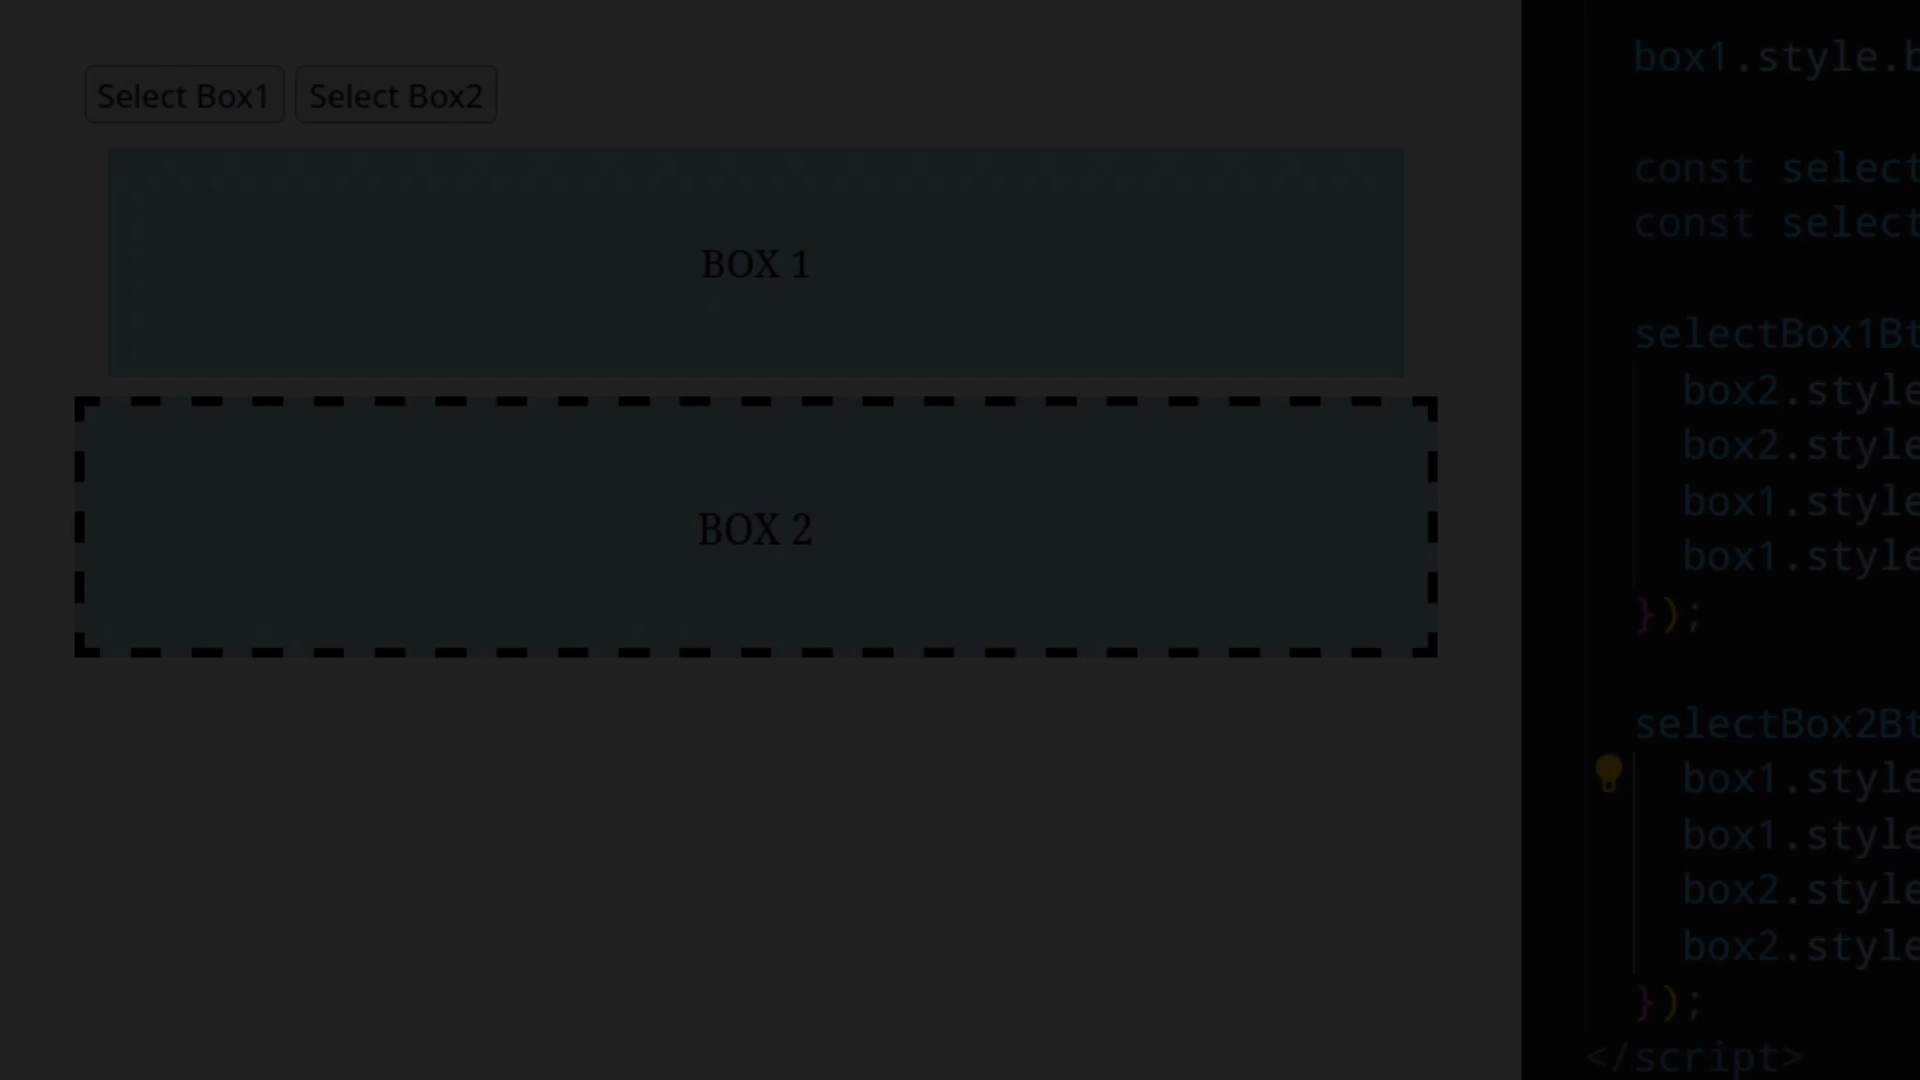 Select Box1 Select Box2
BOX 1
BOX 2
box1.style.b
const select
const select
selectBox1Bt
box2.style
box2.style
box1.style
box1.style
});
selectBox2Bt
box1.style
box1.style
box2.style
box2.style
});
</script>